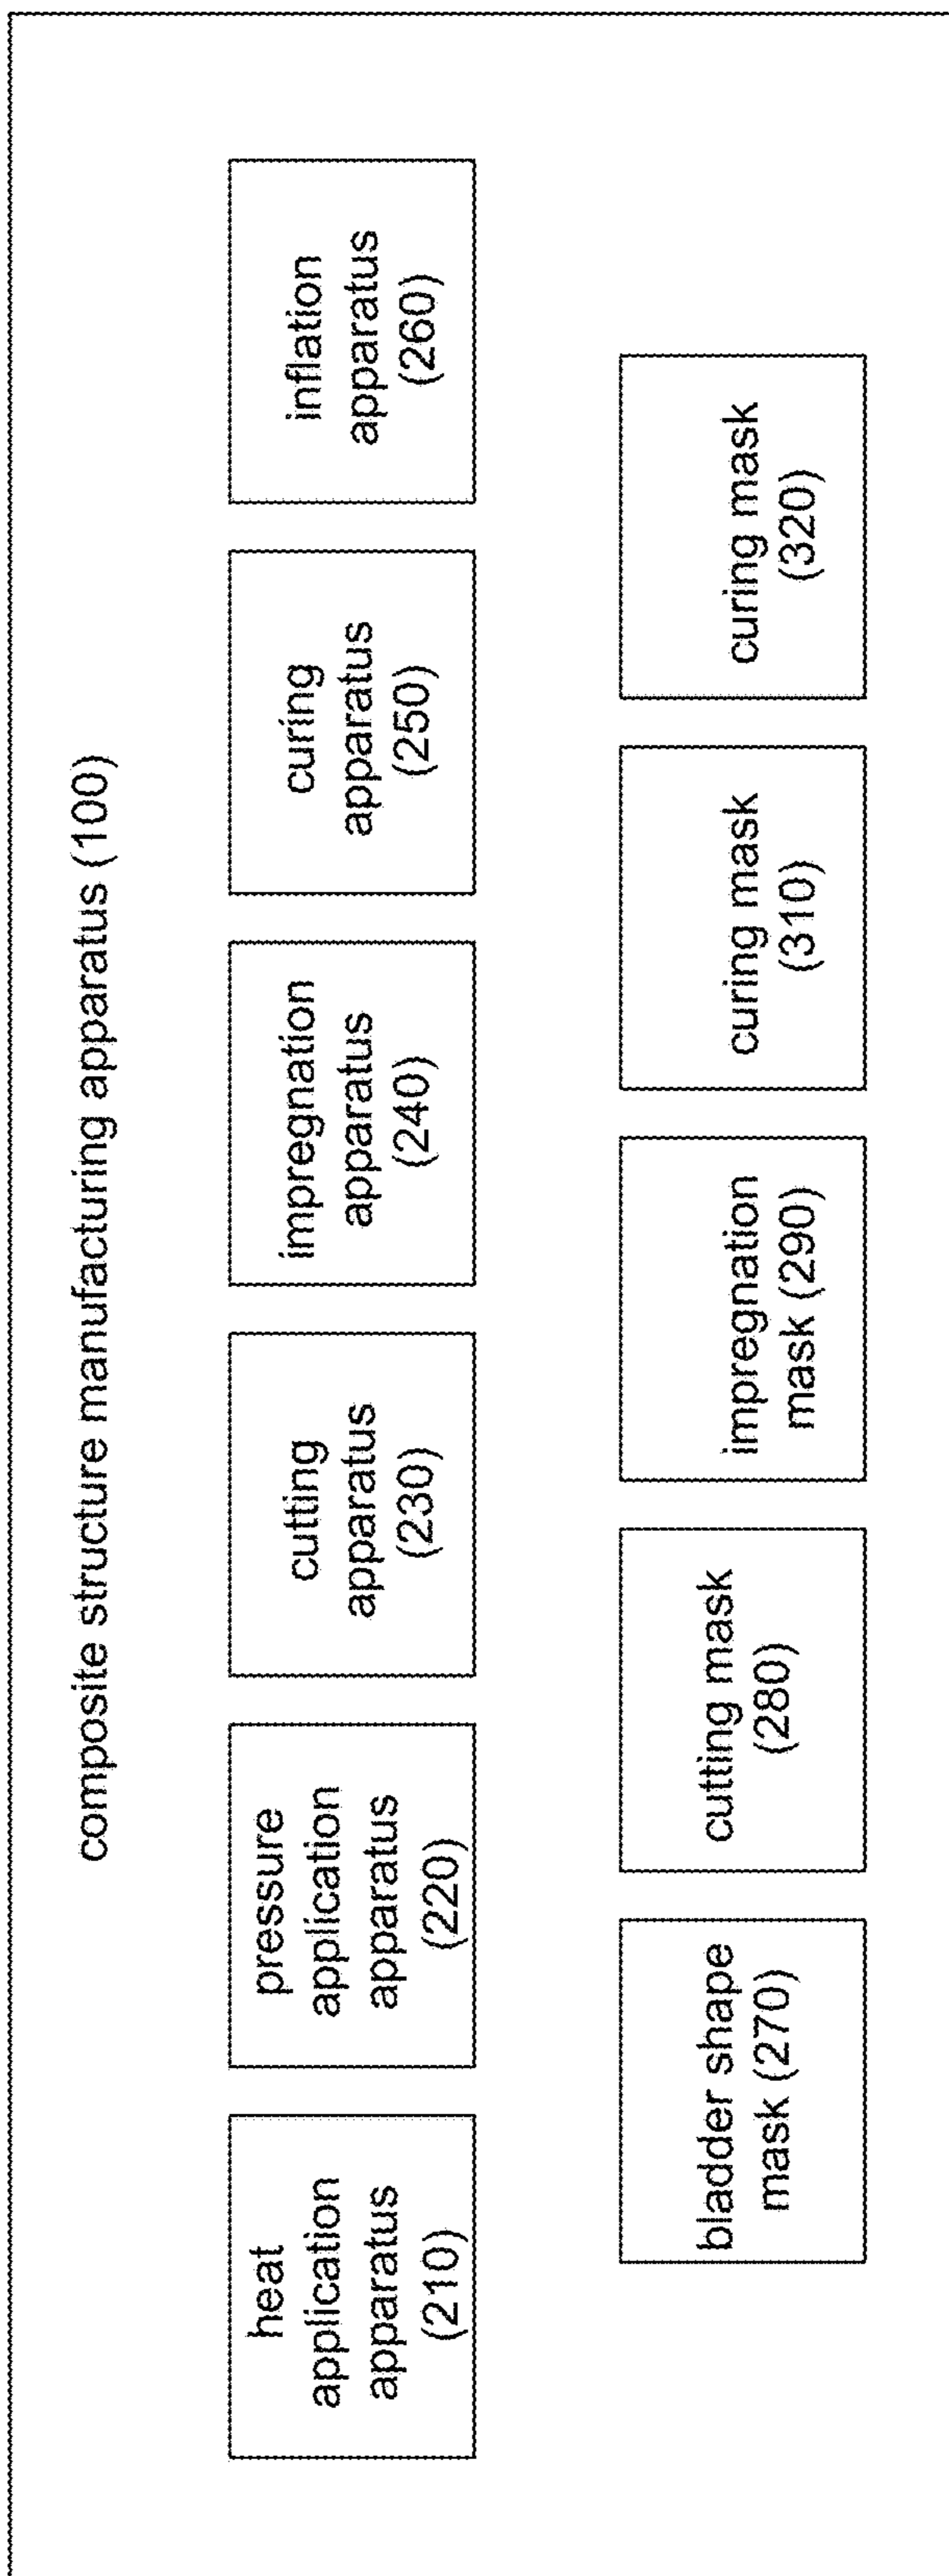 composite structure manufacturing apparatus (100)
heat
application
apparatus
(210)
pressure
application
apparatus
(220)
cutting
apparatus
(230)
impregnation
apparatus
(240)
curing
apparatus
(250)
inflation
apparatus
(260)
bladder shape
mask (270)
cutting mask
(280)
impregnation
mask (290)
curing mask
(310)
curing mask
(320)